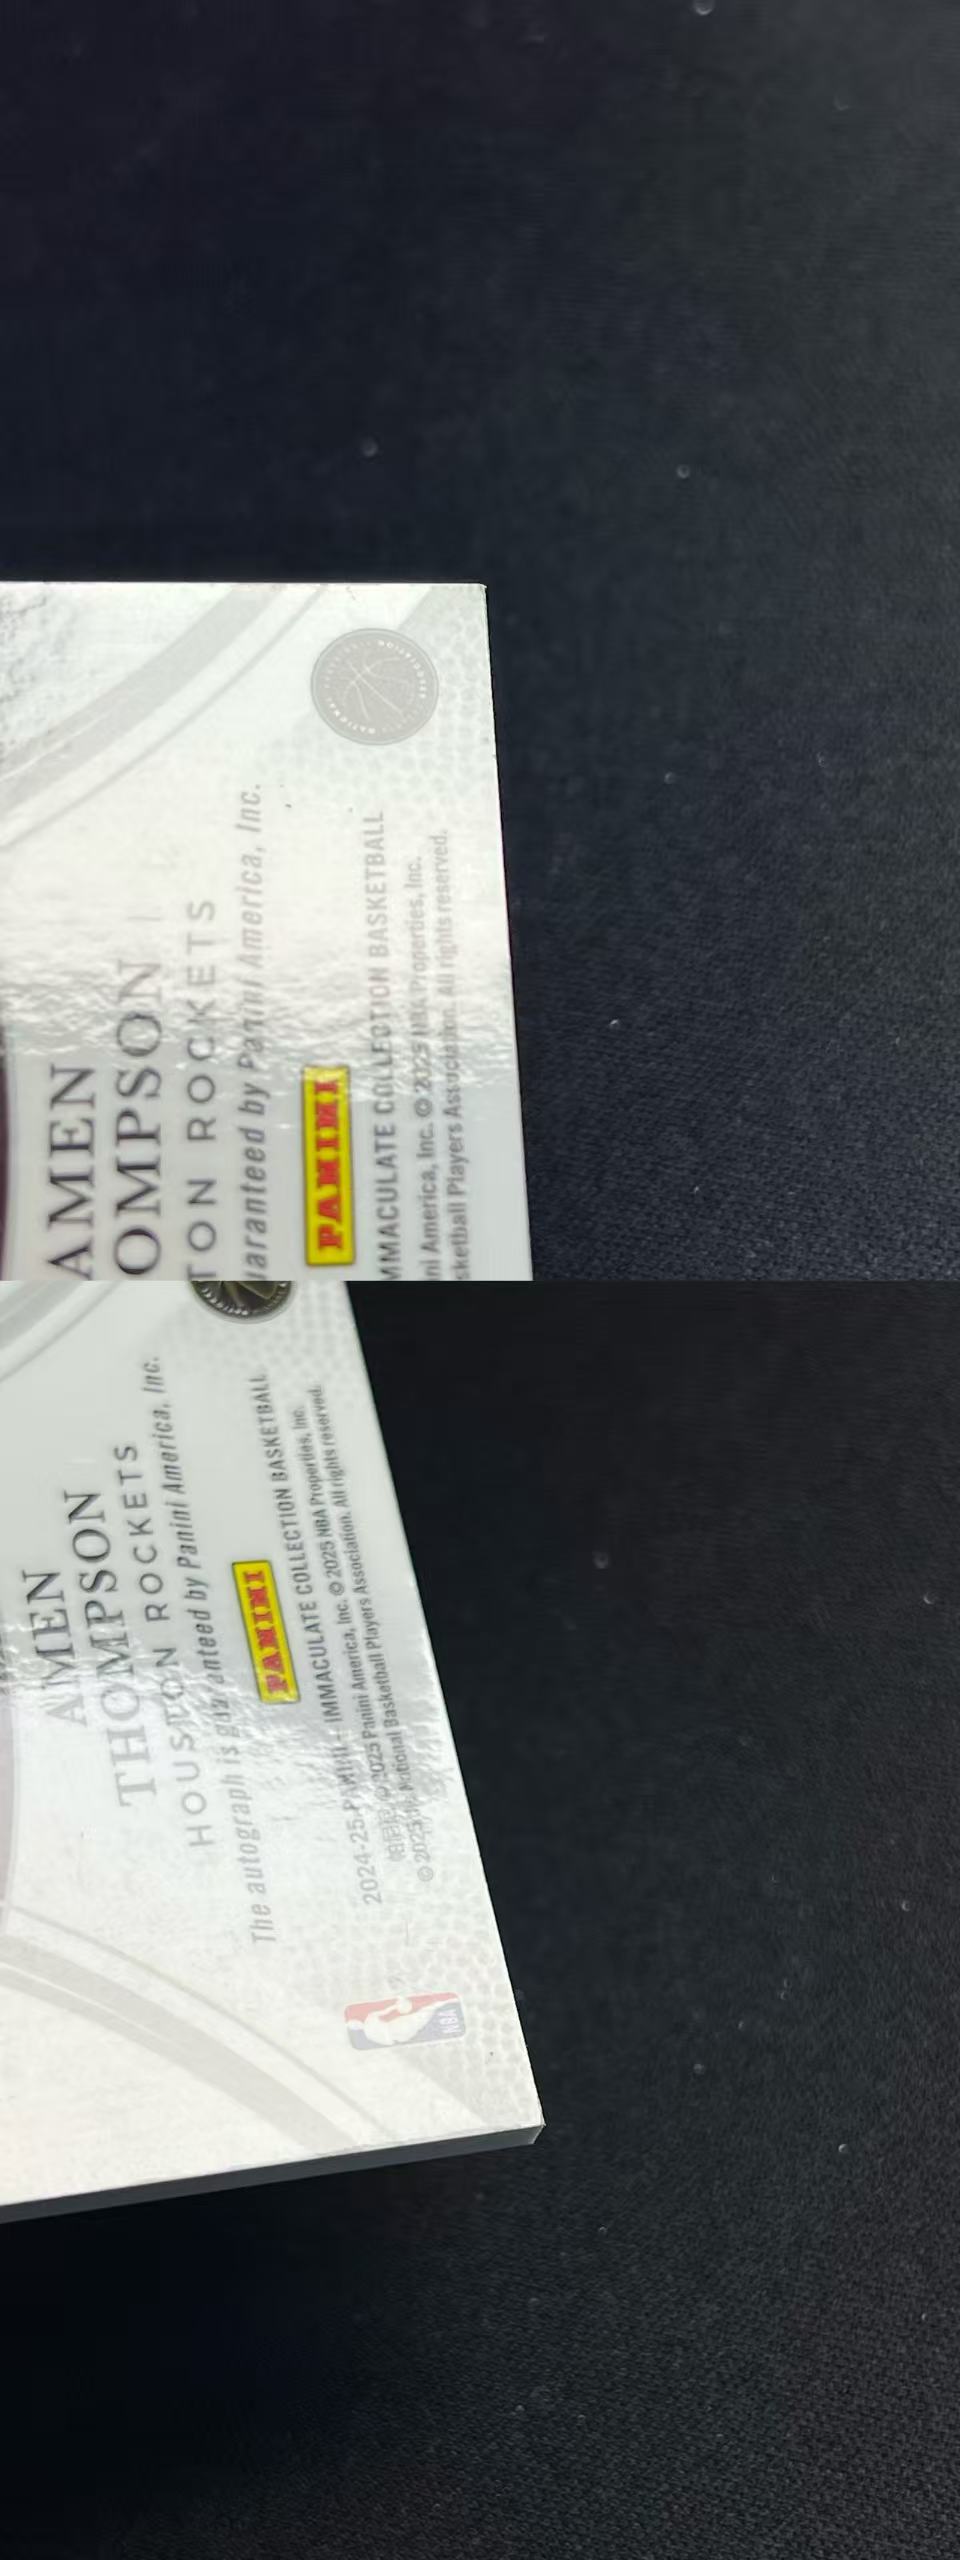 AMEN
OMPSON
TON ROCKETS
uaranteed by Panini America, Inc.
PANINI
MMACULATE COLLECTION BASKETBALL
ni America, Inc. © 2025 NBA Properties, Inc.
sketball Players Association. All rights reserved.
AMEN
THOMPSON
HOUSTON ROCKETS
The autograph is guaranteed by Panini America, Inc.
PANINI
2024-25 PANINI - IMMACULATE COLLECTION BASKETBALL
© 2025 Panini America, Inc. © 2025 NBA Properties, Inc.
© 2025 National Basketball Players Association. All rights reserved.
NBA